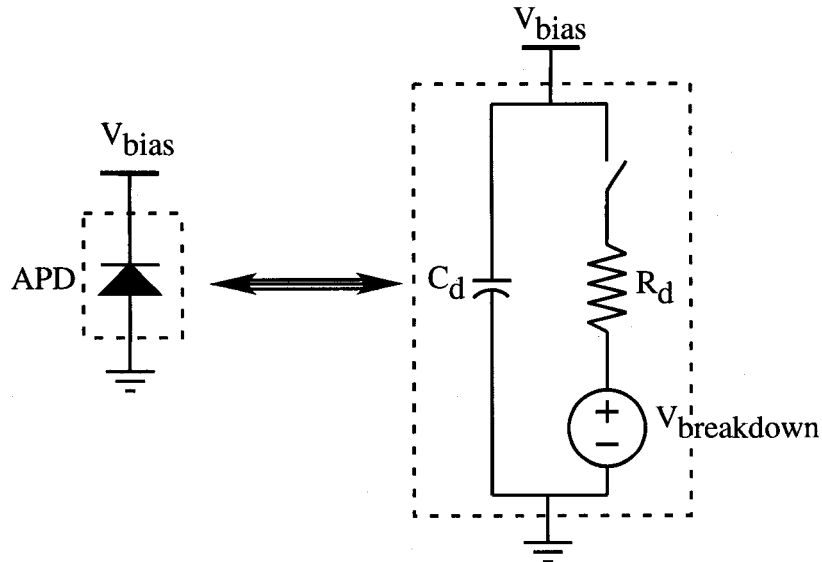 V_bias
V_bias
APD
C_d
R_d
+
−
V_breakdown